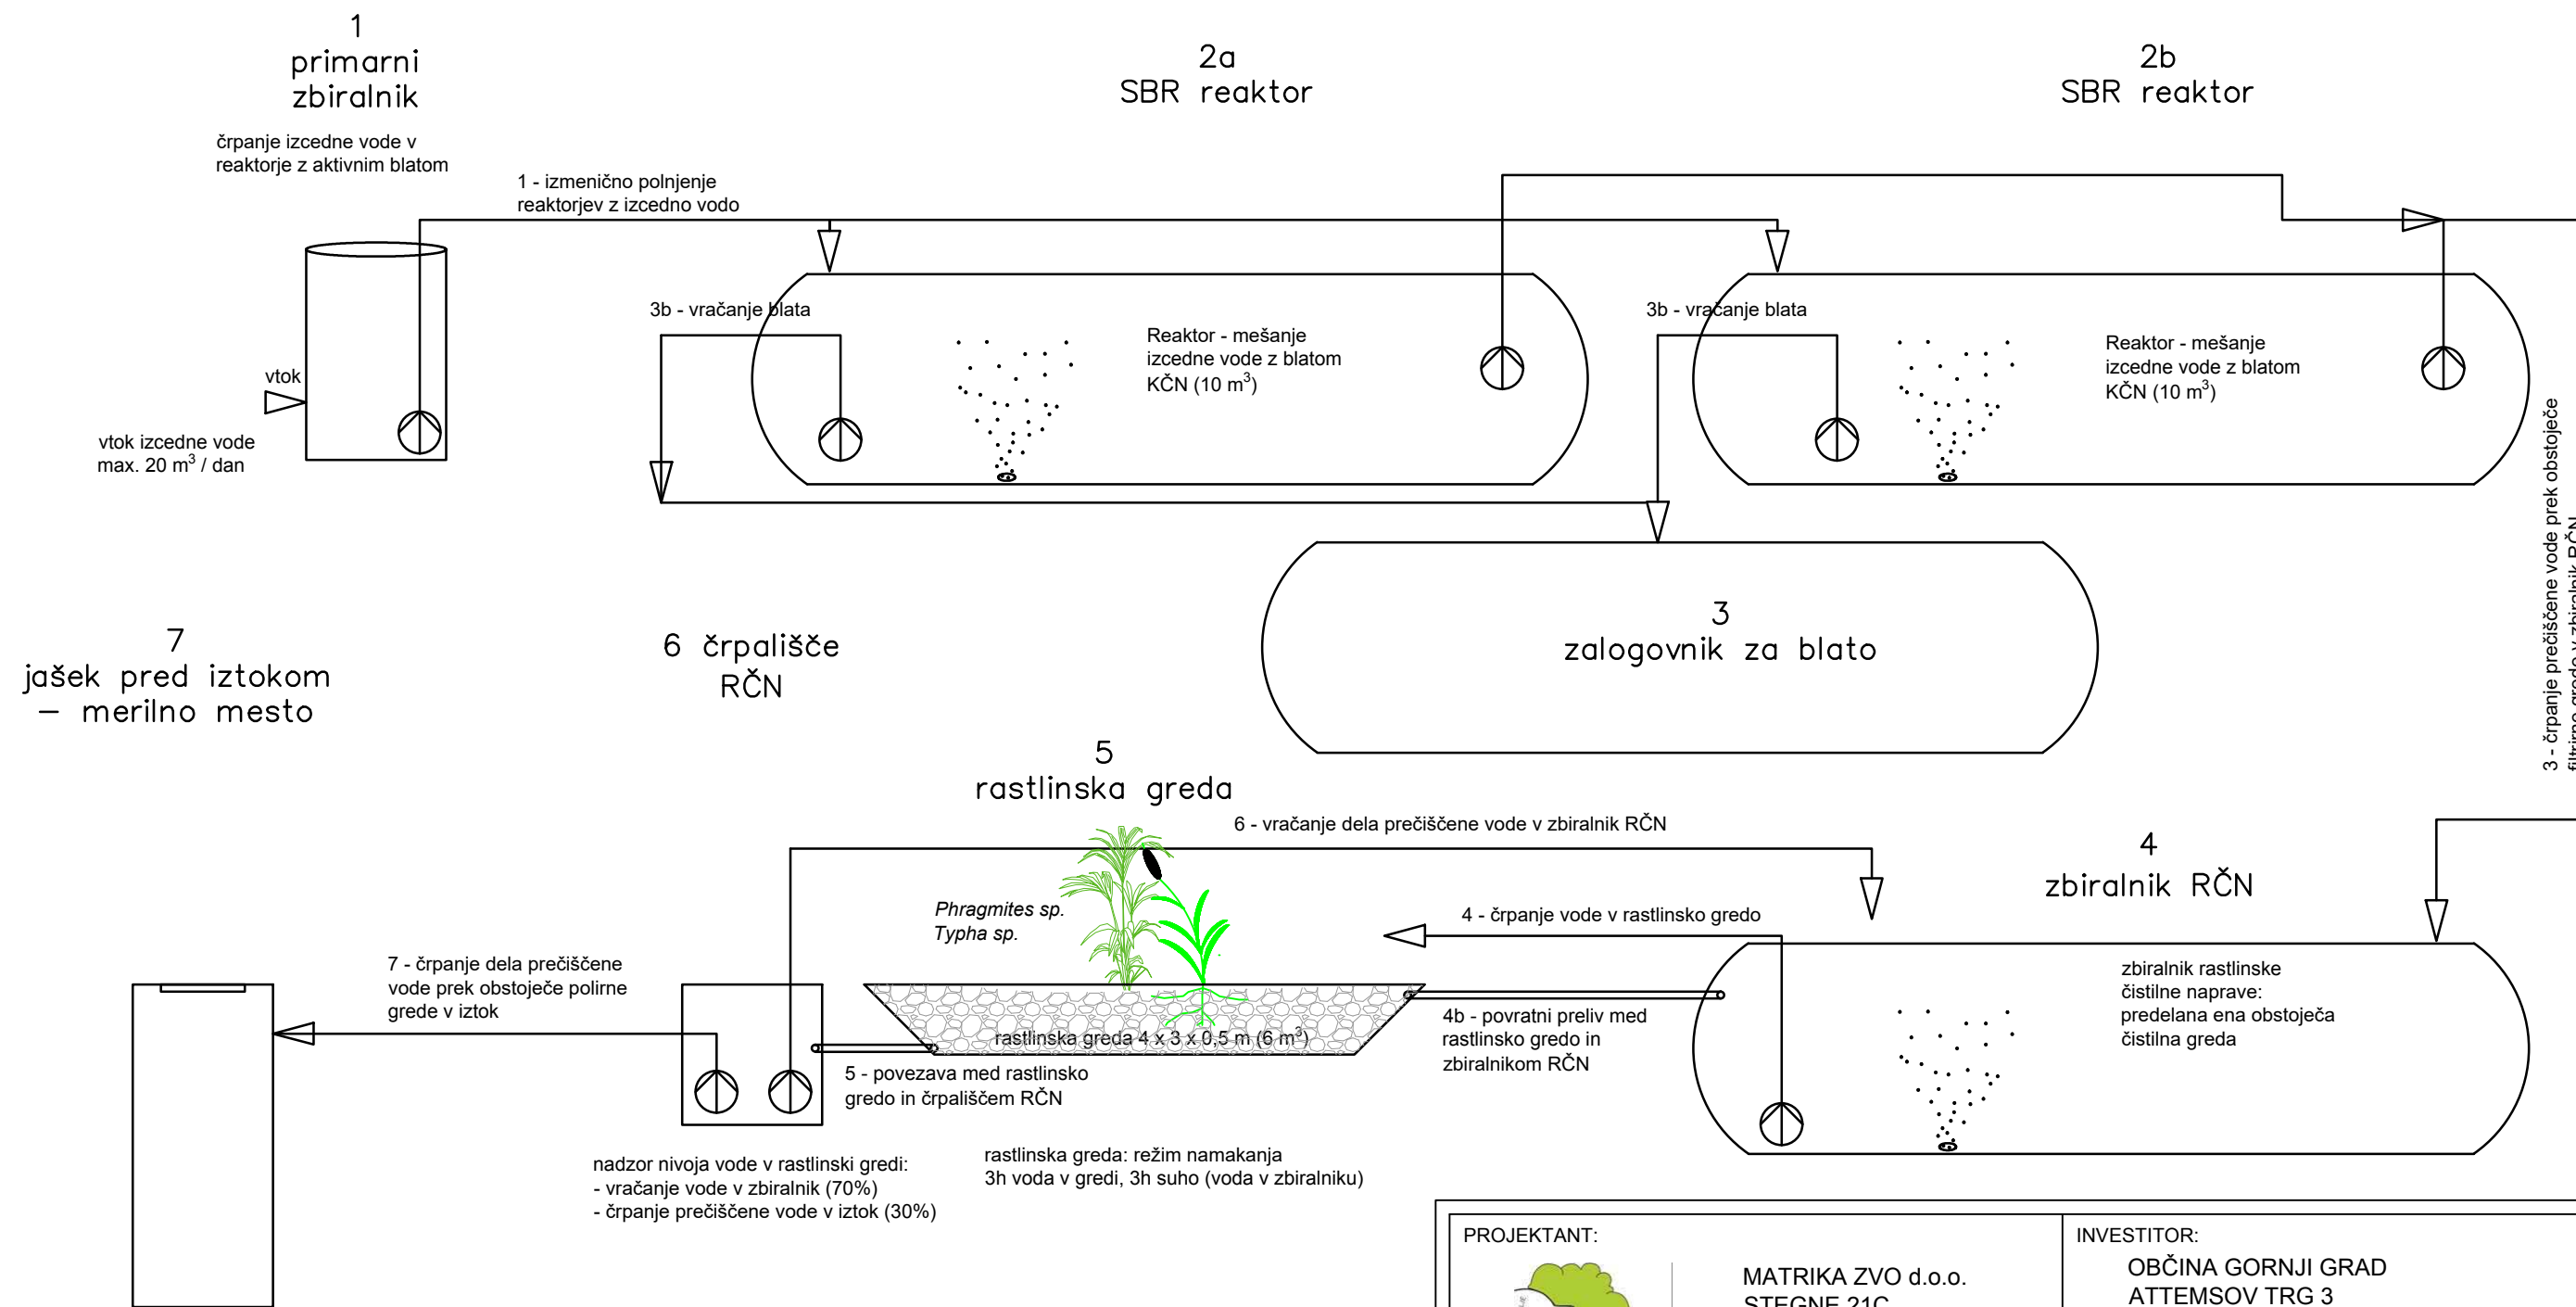 1
primarni
zbiralnik
črpanje izcedne vode v
reaktorje z aktivnim blatom
2a
SBR reaktor
2b
SBR reaktor
1 - izmenično polnjenje
reaktorjev z izcedno vodo
3b - vračanje blata
Reaktor - mešanje
izcedne vode z blatom
KČN (10 m³)
3b - vračanje blata
Reaktor - mešanje
izcedne vode z blatom
KČN (10 m³)
vtok
vtok izcedne vode
max. 20 m³ / dan
3 - črpanje prečiščene vode prek obstoječe
filtrirne grede v zbiralnik RČN
3
zalogovnik za blato
7
jašek pred iztokom
– merilno mesto
6 črpališče
RČN
5
rastlinska greda
6 - vračanje dela prečiščene vode v zbiralnik RČN
4
zbiralnik RČN
Phragmites sp.
Typha sp.
4 - črpanje vode v rastlinsko gredo
7 - črpanje dela prečiščene
vode prek obstoječe polirne
grede v iztok
zbiralnik rastlinske
čistilne naprave:
predelana ena obstoječa
čistilna greda
rastlinska greda 4 x 3 x 0,5 m (6 m³)
4b - povratni preliv med
rastlinsko gredo in
zbiralnikom RČN
5 - povezava med rastlinsko
gredo in črpališčem RČN
nadzor nivoja vode v rastlinski gredi:
- vračanje vode v zbiralnik (70%)
- črpanje prečiščene vode v iztok (30%)
rastlinska greda: režim namakanja
3h voda v gredi, 3h suho (voda v zbiralniku)
PROJEKTANT:
MATRIKA ZVO d.o.o.
STEGNE 21C
INVESTITOR:
OBČINA GORNJI GRAD
ATTEMSOV TRG 3